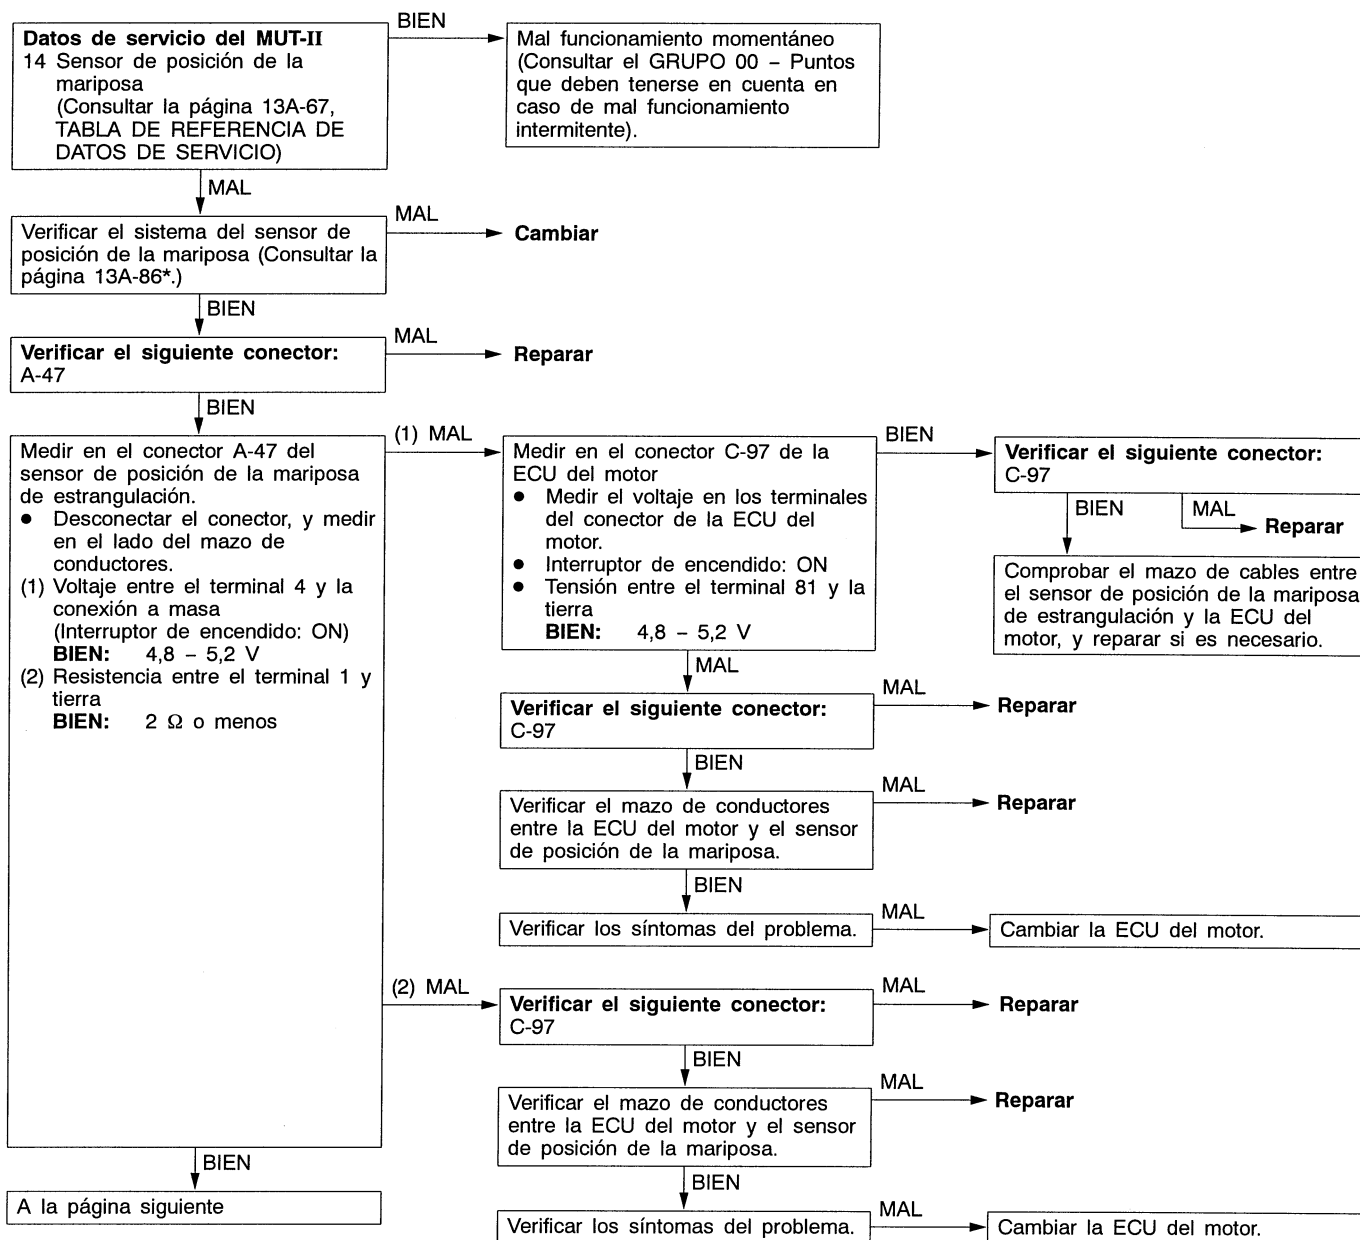 Datos de servicio del MUT-II
14 Sensor de posición de la
mariposa
(Consultar la página 13A-67,
TABLA DE REFERENCIA DE
DATOS DE SERVICIO)
BIEN
Mal funcionamiento momentáneo
(Consultar el GRUPO 00 – Puntos
que deben tenerse en cuenta en
caso de mal funcionamiento
intermitente).
MAL
Verificar el sistema del sensor de
posición de la mariposa (Consultar la
página 13A-86*.)
MAL
Cambiar
BIEN
Verificar el siguiente conector:
A-47
MAL
Reparar
BIEN
Medir en el conector A-47 del
sensor de posición de la mariposa
de estrangulación.
● Desconectar el conector, y medir
en el lado del mazo de
conductores.
(1) Voltaje entre el terminal 4 y la
conexión a masa
(Interruptor de encendido: ON)
BIEN: 4,8 – 5,2 V
(2) Resistencia entre el terminal 1 y
tierra
BIEN: 2 Ω o menos
(1) MAL
Medir en el conector C-97 de la
ECU del motor
● Medir el voltaje en los terminales
del conector de la ECU del
motor.
● Interruptor de encendido: ON
● Tensión entre el terminal 81 y la
tierra
BIEN: 4,8 – 5,2 V
BIEN
Verificar el siguiente conector:
C-97
BIEN
MAL
Reparar
Comprobar el mazo de cables entre
el sensor de posición de la mariposa
de estrangulación y la ECU del
motor, y reparar si es necesario.
MAL
Verificar el siguiente conector:
C-97
MAL
Reparar
BIEN
Verificar el mazo de conductores
entre la ECU del motor y el sensor
de posición de la mariposa.
MAL
Reparar
BIEN
Verificar los síntomas del problema.
MAL
Cambiar la ECU del motor.
(2) MAL
Verificar el siguiente conector:
C-97
MAL
Reparar
BIEN
Verificar el mazo de conductores
entre la ECU del motor y el sensor
de posición de la mariposa.
MAL
Reparar
BIEN
Verificar los síntomas del problema.
MAL
Cambiar la ECU del motor.
BIEN
A la página siguiente